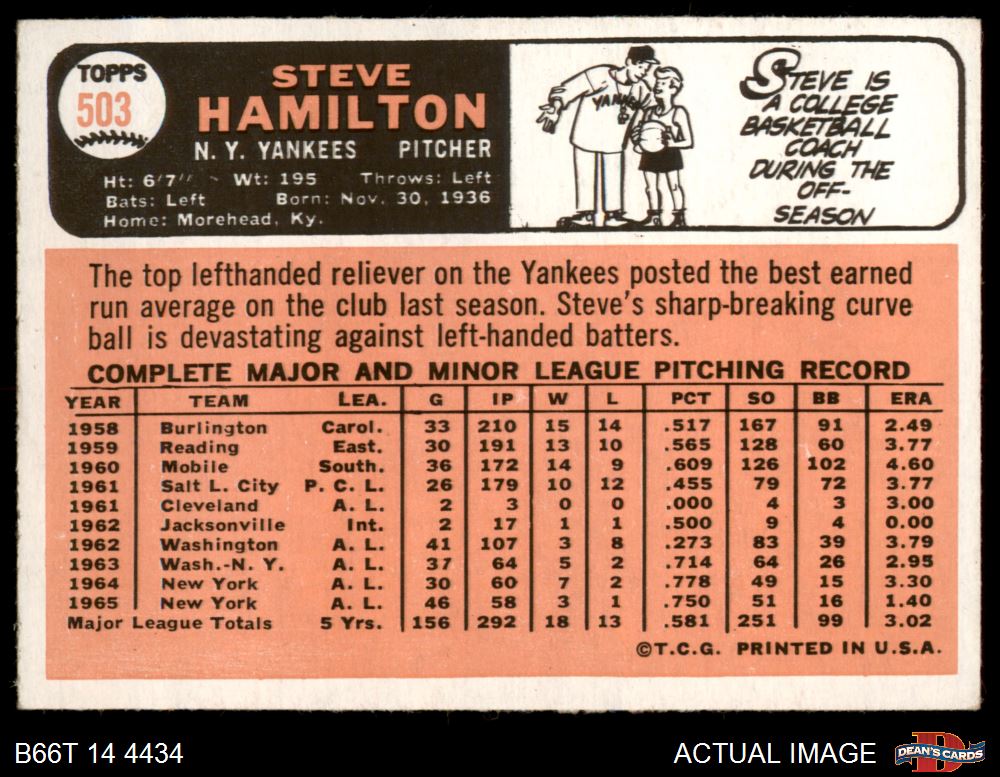 TOPPS
503
STEVE
HAMILTON
N. Y. YANKEES PITCHER
Ht: 6'7" Wt: 195 Throws: Left
Bats: Left Born: Nov. 30, 1936
Home: Morehead, Ky.
YANKE
STEVE IS
A COLLEGE
BASKETBALL
COACH
DURING THE
OFF-
SEASON
The top lefthanded reliever on the Yankees posted the best earned
run average on the club last season. Steve's sharp-breaking curve
ball is devastating against left-handed batters.
COMPLETE MAJOR AND MINOR LEAGUE PITCHING RECORD
YEAR TEAM LEA. G IP W L PCT SO BB ERA
1958 Burlington Carol. 33 210 15 14 .517 167 91 2.49
1959 Reading East. 30 191 13 10 .565 128 60 3.77
1960 Mobile South. 36 172 14 9 .609 126 102 4.60
1961 Salt L. City P. C. L. 26 179 10 12 .455 79 72 3.77
1961 Cleveland A. L. 2 3 0 0 .000 4 3 3.00
1962 Jacksonville Int. 2 17 1 1 .500 9 4 0.00
1962 Washington A. L. 41 107 3 8 .273 83 39 3.79
1963 Wash.-N. Y. A. L. 37 64 5 2 .714 64 26 2.95
1964 New York A. L. 30 60 7 2 .778 49 15 3.30
1965 New York A. L. 46 58 3 1 .750 51 16 1.40
Major League Totals 5 Yrs. 156 292 18 13 .581 251 99 3.02
©T.C.G. PRINTED IN U.S.A.
B66T 14 4434
ACTUAL IMAGE
DEAN'S CARDS